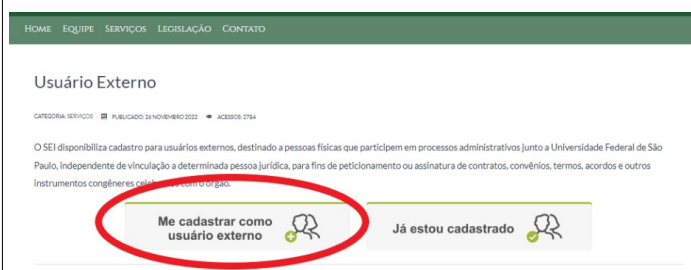 Home Equipe Serviços Legislação Contato
Usuário Externo
CATEGORIA: SERVIÇOS PUBLICADO: 26 NOVEMBRO 2022 ACESSOS: 2784
O SEI disponibiliza cadastro para usuários externos, destinado a pessoas físicas que participem em processos administrativos junto a Universidade Federal de São
Paulo, independente de vinculação a determinada pessoa jurídica, para fins de peticionamento ou assinatura de contratos, convênios, termos, acordos e outros
instrumentos congêneres celebrados com o órgão.
Me cadastrar como
usuário externo
Já estou cadastrado